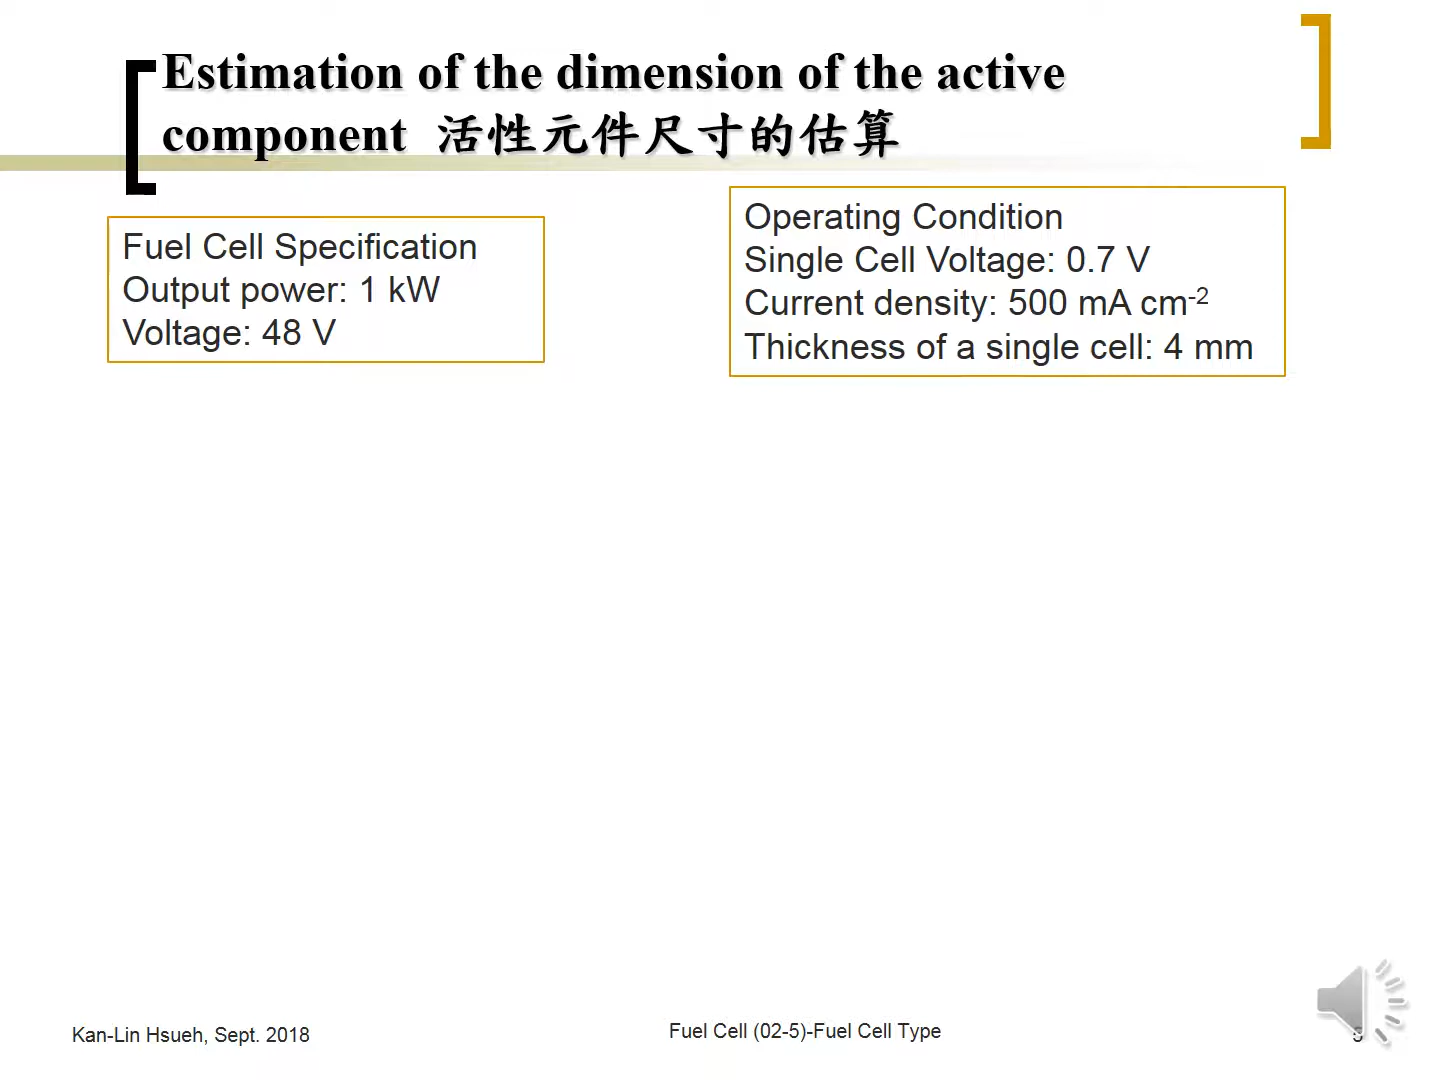 Estimation of the dimension of the active
component 活性元件尺寸的估算
Fuel Cell Specification
Output power: 1 kW
Voltage: 48 V
Operating Condition
Single Cell Voltage: 0.7 V
Current density: 500 mA cm⁻²
Thickness of a single cell: 4 mm
Kan-Lin Hsueh, Sept. 2018
Fuel Cell (02-5)-Fuel Cell Type